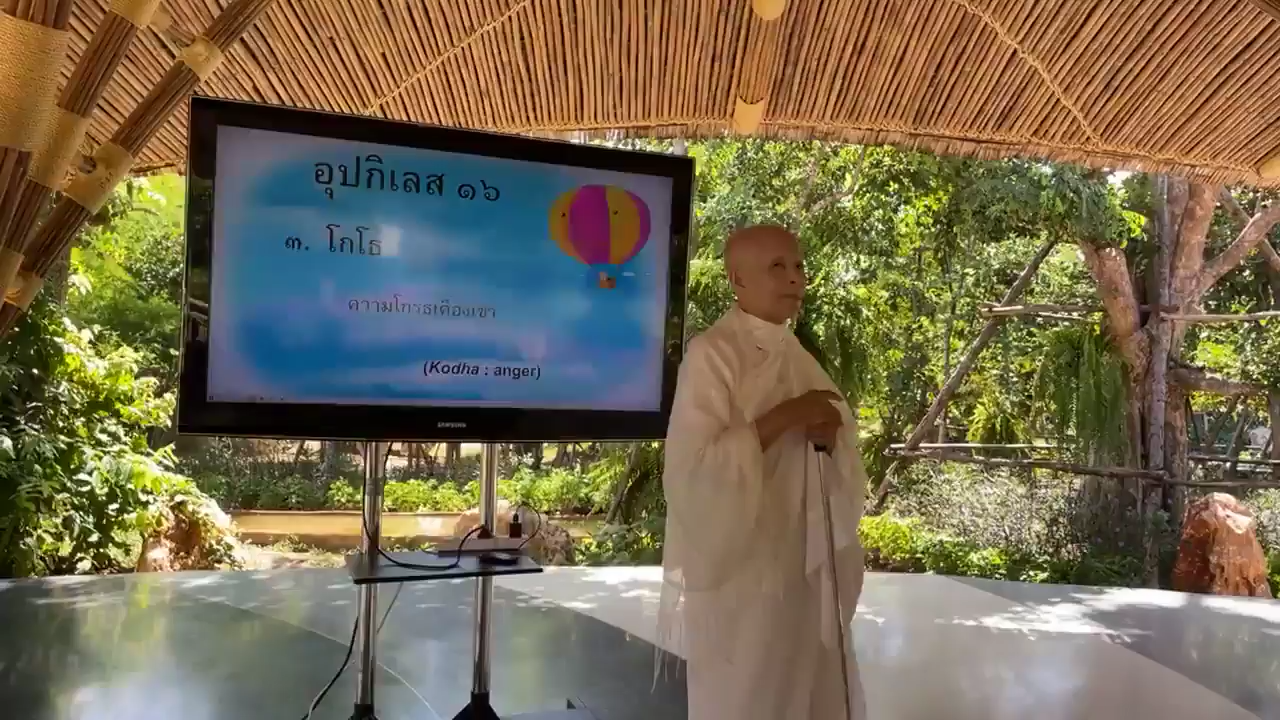 อุปกิเลส ๑๖
๓. โกโธ
ความโกรธเคืองเขา
(Kodha : anger)
SAMSUNG